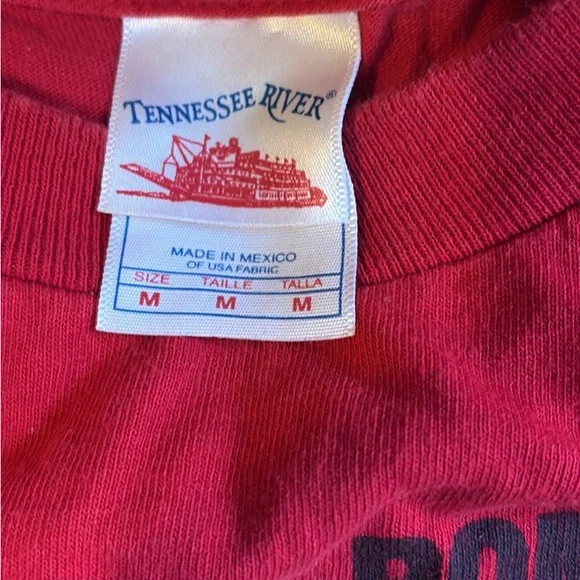 TENNESSEE RIVER®
MADE IN MEXICO
OF USA FABRIC
SIZE TAILLE TALLA
M M M